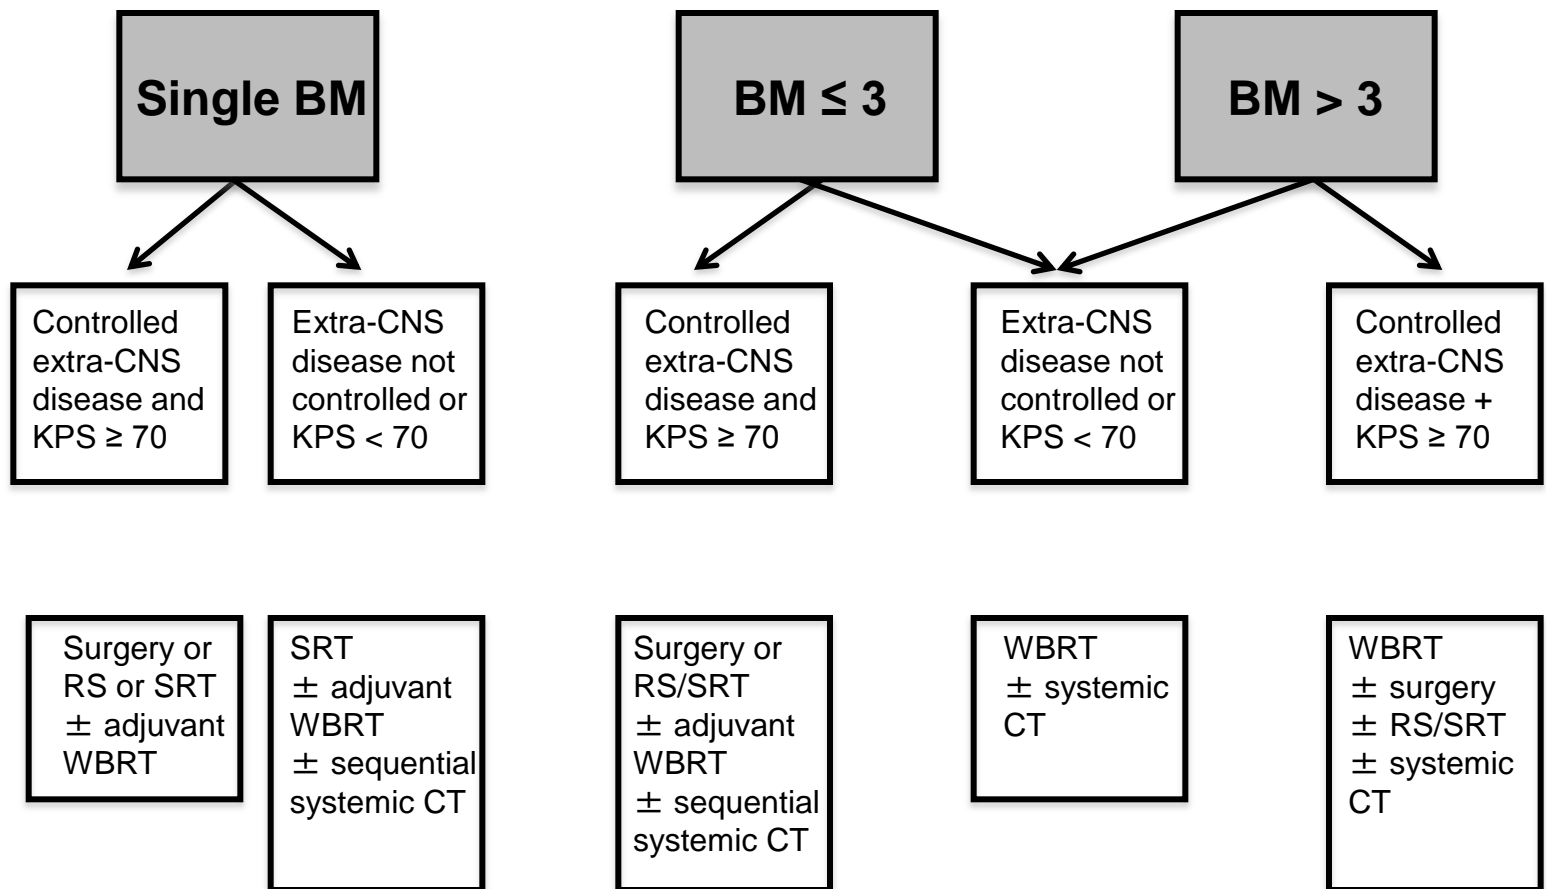 Single BM
BM ≤ 3
BM > 3
Controlled
extra-CNS
disease and
KPS ≥ 70
Extra-CNS
disease not
controlled or
KPS < 70
Controlled
extra-CNS
disease and
KPS ≥ 70
Extra-CNS
disease not
controlled or
KPS < 70
Controlled
extra-CNS
disease +
KPS ≥ 70
Surgery or
RS or SRT
± adjuvant
WBRT
SRT
± adjuvant
WBRT
± sequential
systemic CT
Surgery or
RS/SRT
± adjuvant
WBRT
± sequential
systemic CT
WBRT
± systemic
CT
WBRT
± surgery
± RS/SRT
± systemic
CT